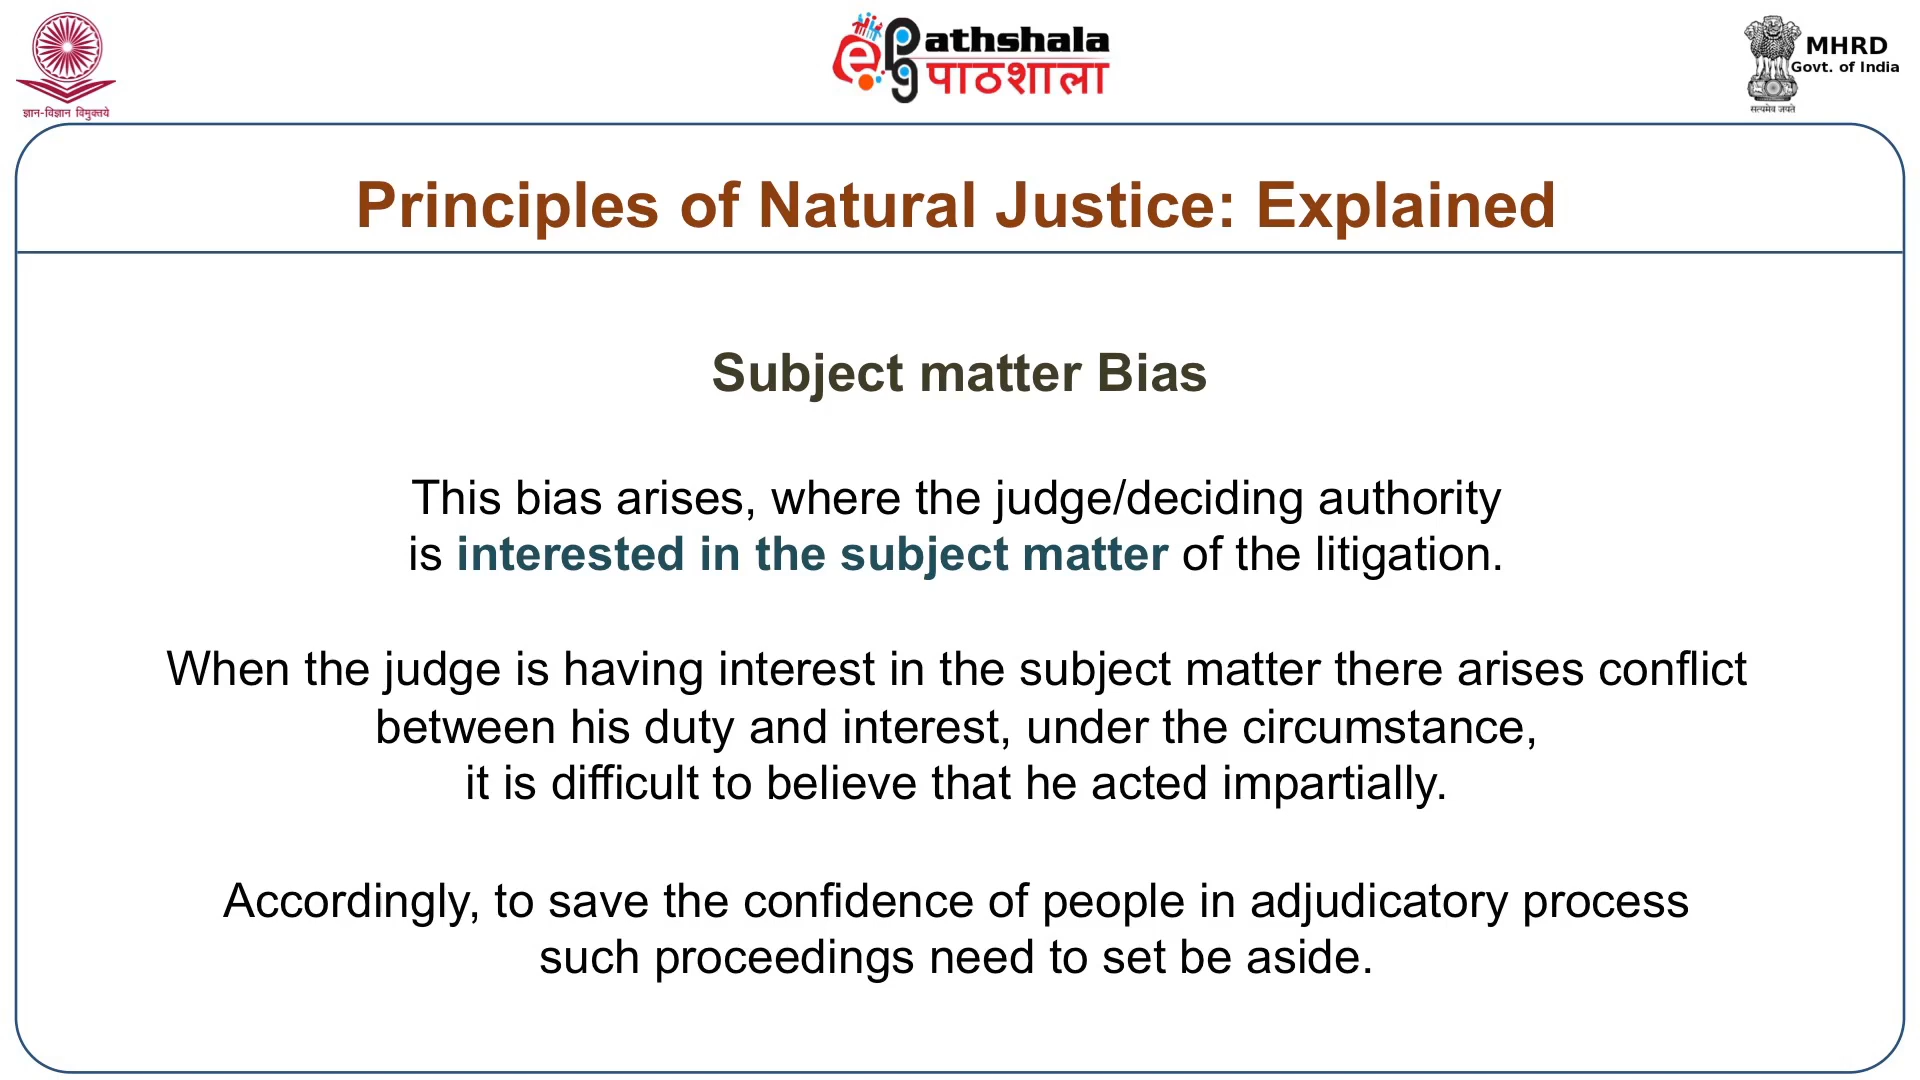 ज्ञान-विज्ञान विमुक्तये
ePG Pathshala
पाठशाला
MHRD
Govt. of India
सत्यमेव जयते
Principles of Natural Justice: Explained
Subject matter Bias
This bias arises, where the judge/deciding authority
is interested in the subject matter of the litigation.
When the judge is having interest in the subject matter there arises conflict
between his duty and interest, under the circumstance,
it is difficult to believe that he acted impartially.
Accordingly, to save the confidence of people in adjudicatory process
such proceedings need to set be aside.